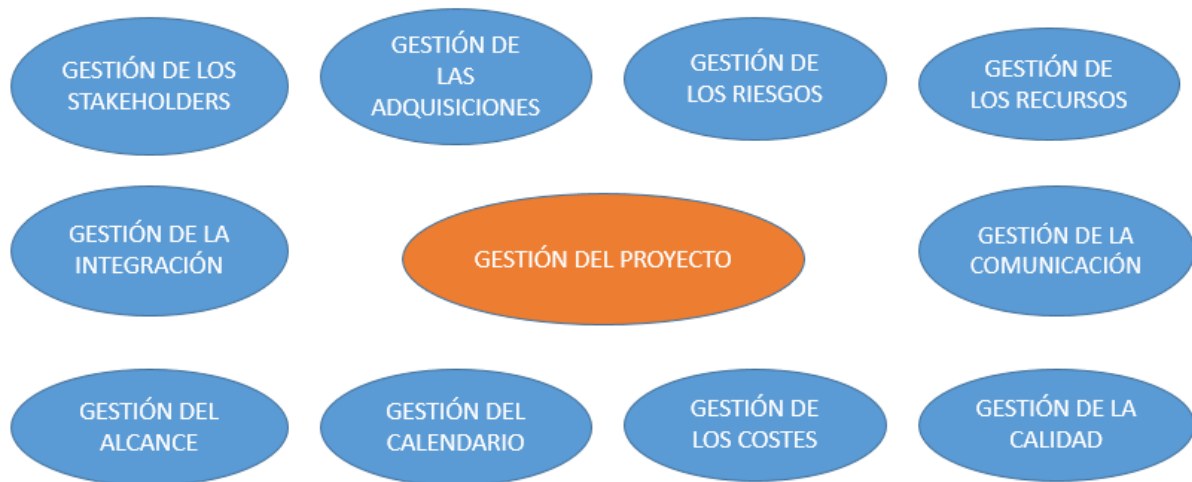 GESTIÓN DE LOS
STAKEHOLDERS
GESTIÓN DE
LAS
ADQUISICIONES
GESTIÓN DE
LOS RIESGOS
GESTIÓN DE
LOS RECURSOS
GESTIÓN DE LA
INTEGRACIÓN
GESTIÓN DEL PROYECTO
GESTIÓN DE LA
COMUNICACIÓN
GESTIÓN DEL
ALCANCE
GESTIÓN DEL
CALENDARIO
GESTIÓN DE
LOS COSTES
GESTIÓN DE LA
CALIDAD